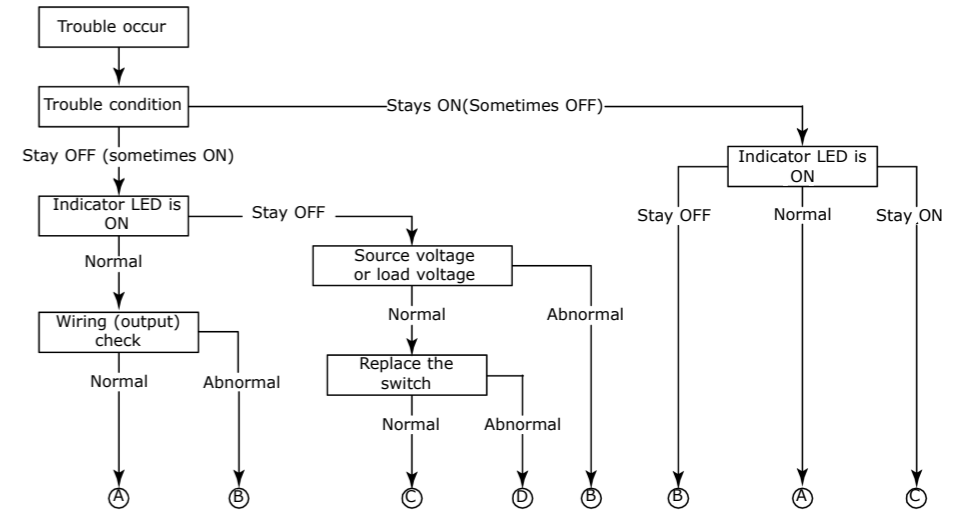 Trouble occur
Trouble condition
Stays ON(Sometimes OFF)
Stay OFF (sometimes ON)
Indicator LED is
ON
Indicator LED is
ON
Stay OFF
Stay OFF
Normal
Stay ON
Normal
Source voltage
or load voltage
Wiring (output)
check
Normal
Abnormal
Replace the
switch
Normal
Abnormal
Normal
Abnormal
A
B
C
D
B
B
A
C